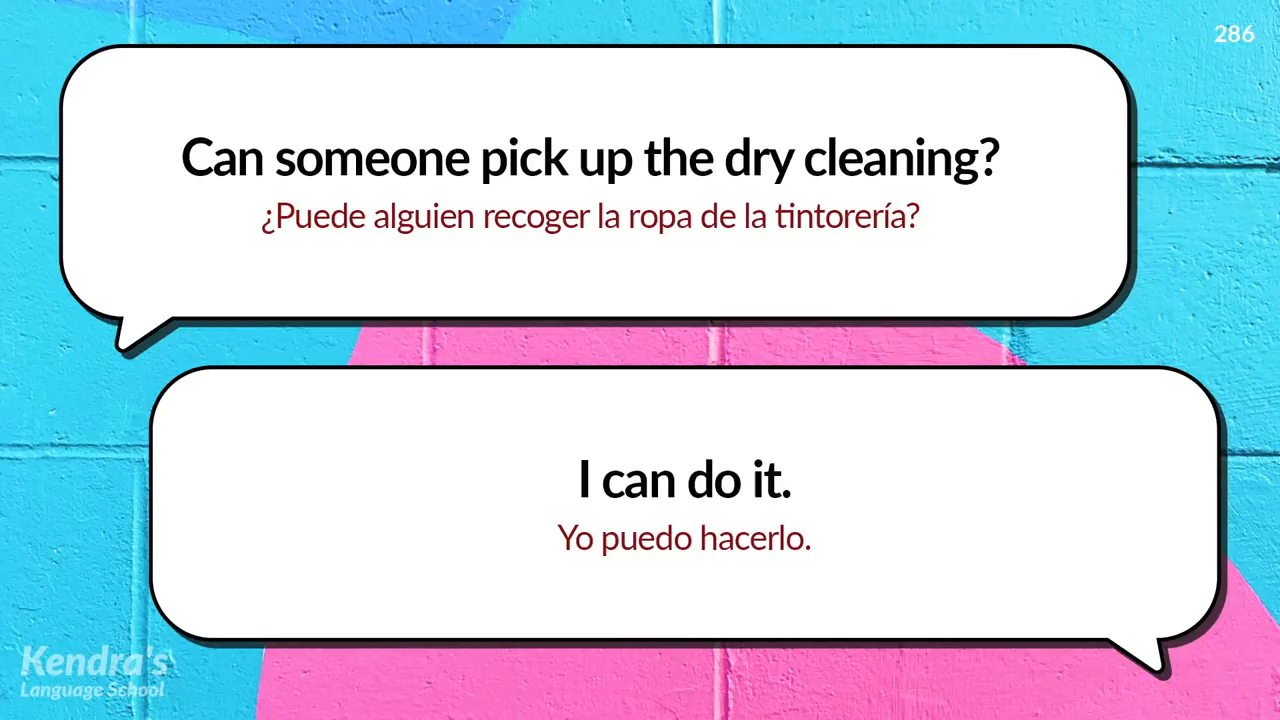 286
Can someone pick up the dry cleaning?
¿Puede alguien recoger la ropa de la tintorería?
I can do it.
Yo puedo hacerlo.
Kendra's
Language School